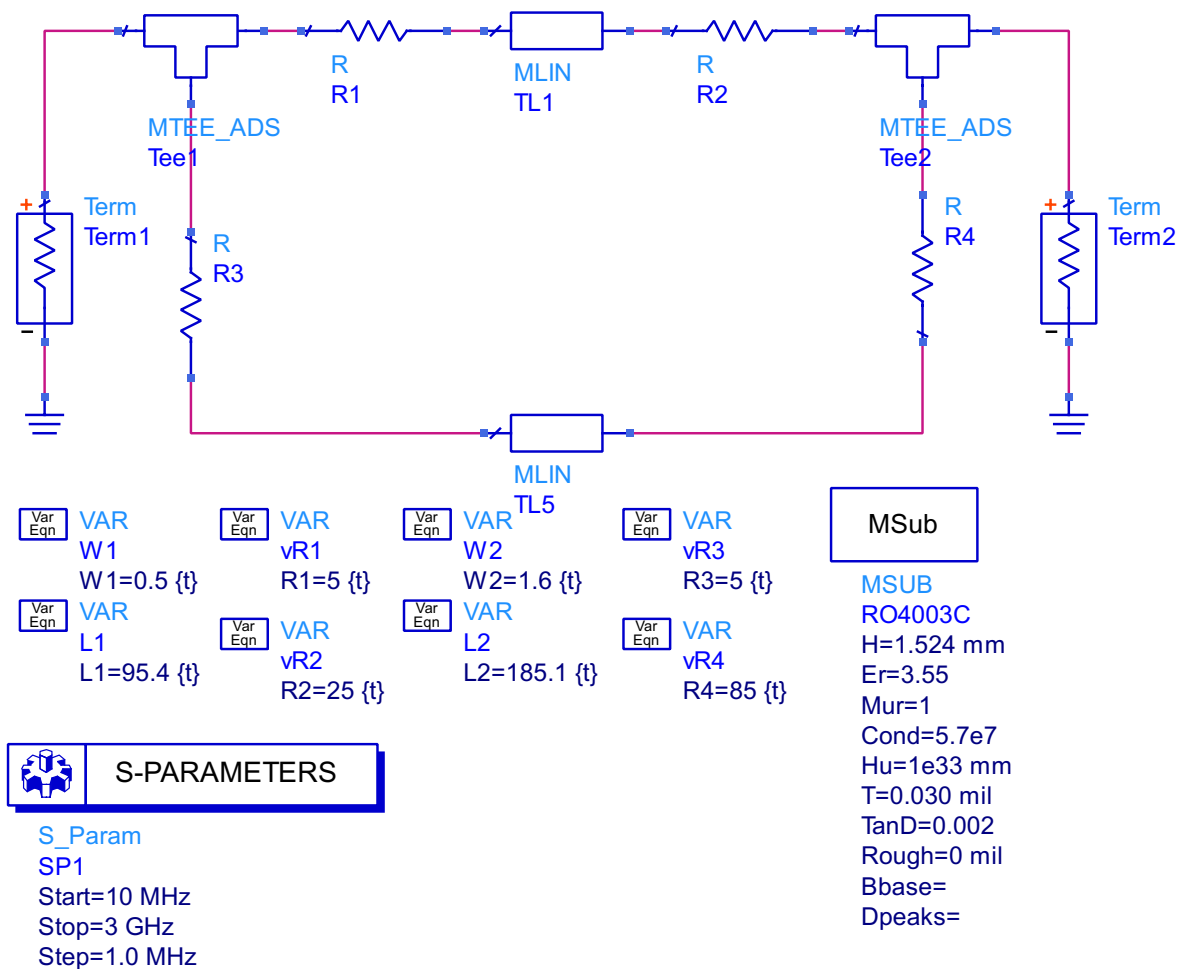 R
R1
MLIN
TL1
R
R2
MTEE_ADS
Tee1
MTEE_ADS
Tee2
+
Term
Term1
−
R
R3
R
R4
+
Term
Term2
−
MLIN
TL5
Var
Eqn
VAR
W1
W1=0.5 {t}
Var
Eqn
VAR
vR1
R1=5 {t}
Var
Eqn
VAR
W2
W2=1.6 {t}
Var
Eqn
VAR
vR3
R3=5 {t}
Var
Eqn
VAR
L1
L1=95.4 {t}
Var
Eqn
VAR
vR2
R2=25 {t}
Var
Eqn
VAR
L2
L2=185.1 {t}
Var
Eqn
VAR
vR4
R4=85 {t}
MSub
MSUB
RO4003C
H=1.524 mm
Er=3.55
Mur=1
Cond=5.7e7
Hu=1e33 mm
T=0.030 mil
TanD=0.002
Rough=0 mil
Bbase=
Dpeaks=
S-PARAMETERS
S_Param
SP1
Start=10 MHz
Stop=3 GHz
Step=1.0 MHz